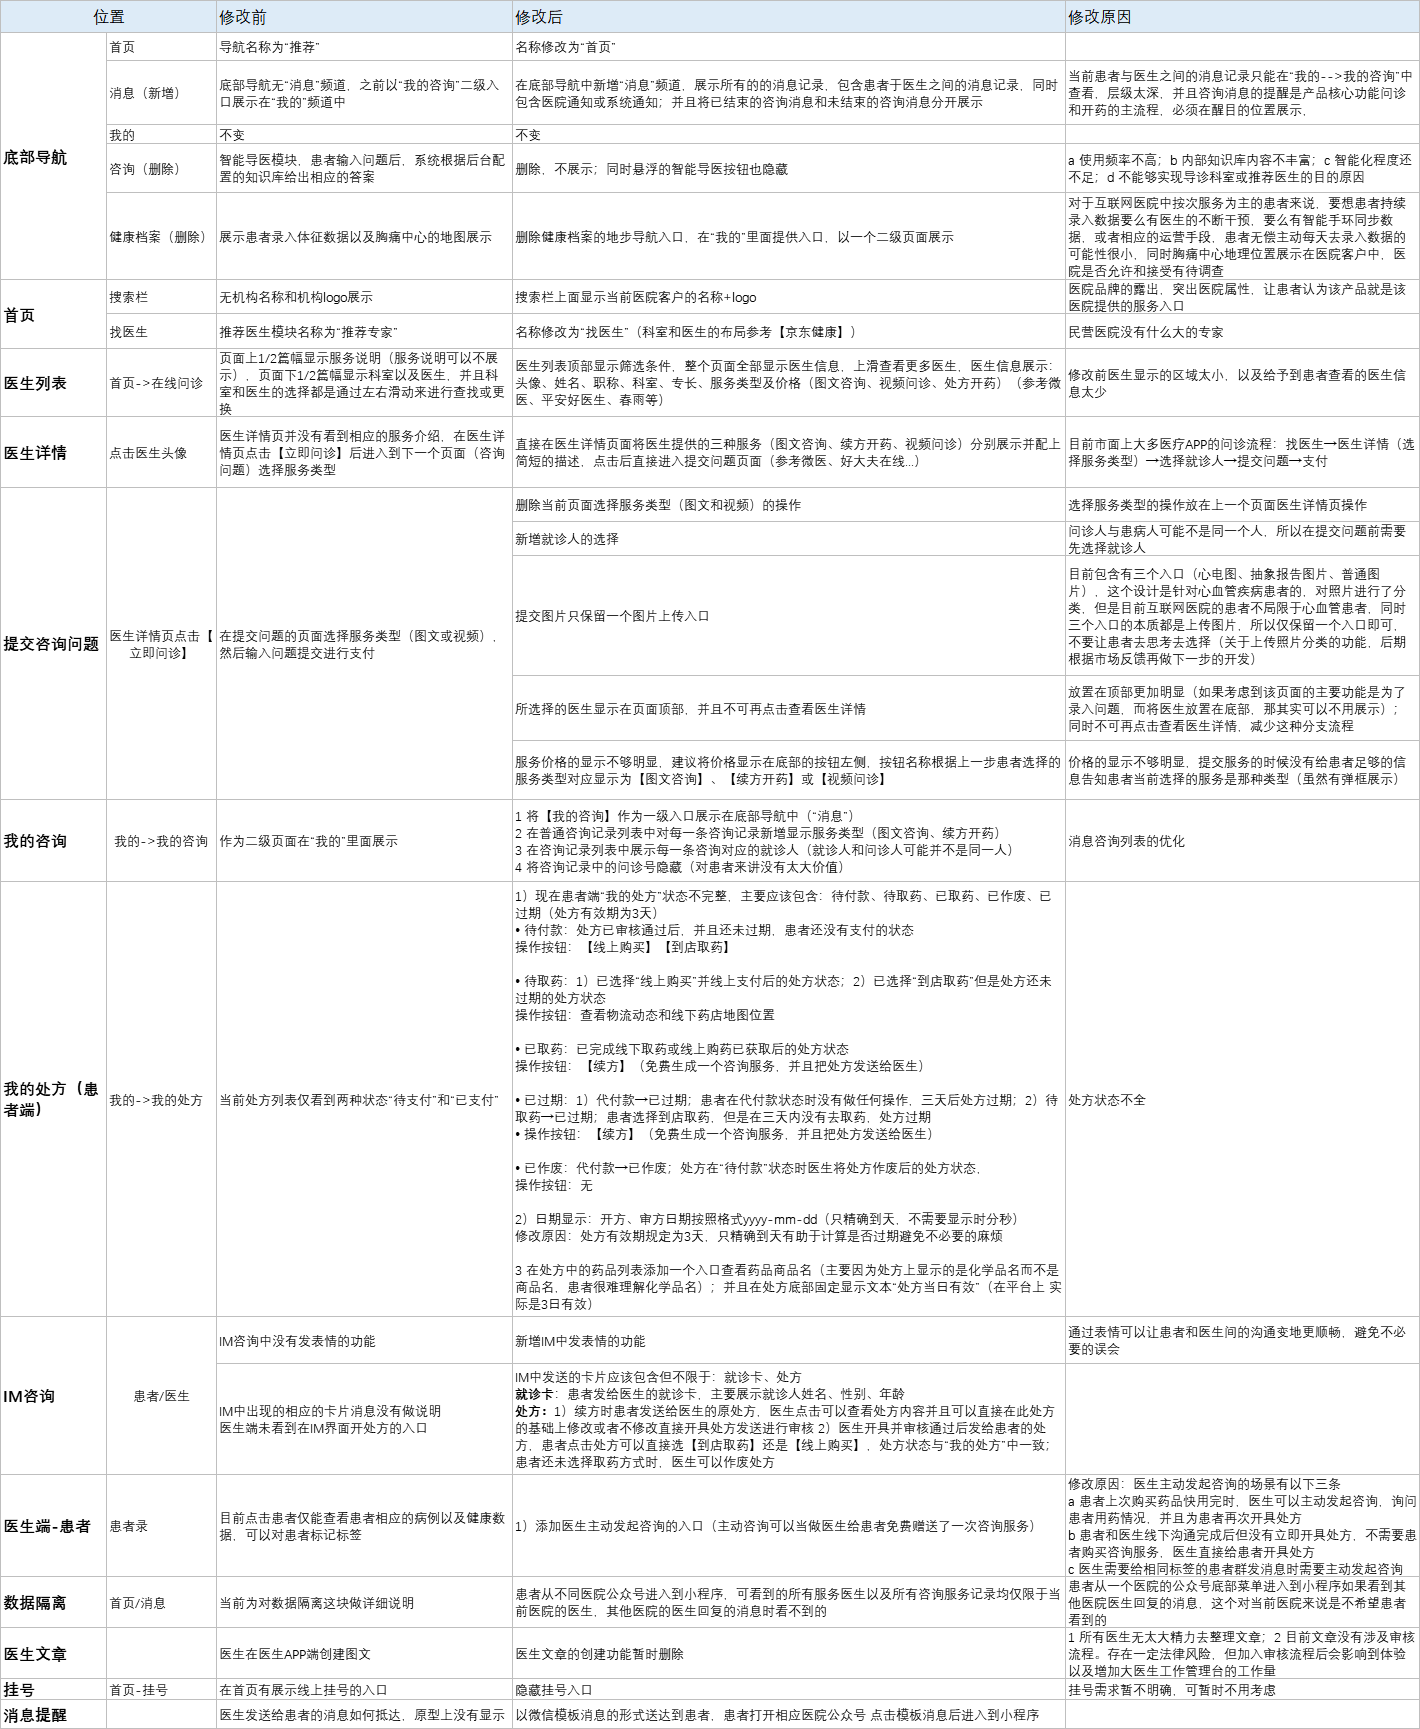 位置 修改前 修改后 修改原因
底部导航
首页
导航名称为“推荐”
名称修改为“首页”
消息（新增）
底部导航无“消息”频道，之前以“我的咨询”二级入
口展示在“我的”频道中
在底部导航中新增“消息”频道，展示所有的的消息记录，包含患者于医生之间的消息记录，同时
包含医院通知或系统通知；并且将已结束的咨询消息和未结束的咨询消息分开展示
当前患者与医生之间的消息记录只能在“我的-->我的咨询”中
查看，层级太深，并且咨询消息的提醒是产品核心功能问诊
和开药的主流程，必须在醒目的位置展示，
我的
不变
不变
咨询（删除）
智能导医模块，患者输入问题后，系统根据后台配
置的知识库给出相应的答案
删除，不展示；同时悬浮的智能导医按钮也隐藏
a 使用频率不高；b 内部知识库内容不丰富；c 智能化程度还
不足；d 不能够实现导诊科室或推荐医生的目的原因
健康档案（删除）
展示患者录入体征数据以及胸痛中心的地图展示
删除健康档案的地步导航入口，在“我的”里面提供入口，以一个二级页面展示
对于互联网医院中按次服务为主的患者来说，要想患者持续
录入数据要么有医生的不断干预，要么有智能手环同步数
据，或者相应的运营手段，患者无偿主动每天去录入数据的
可能性很小，同时胸痛中心地理位置展示在医院客户中，医
院是否允许和接受有待调查
首页
搜索栏
无机构名称和机构logo展示
搜索栏上面显示当前医院客户的名称+logo
医院品牌的露出，突出医院属性，让患者认为该产品就是该
医院提供的服务入口
找医生
推荐医生模块名称为“推荐专家”
名称修改为“找医生”（科室和医生的布局参考【京东健康】）
民营医院没有什么大的专家
医生列表
首页->在线问诊
页面上1/2篇幅显示服务说明（服务说明可以不展
示），页面下1/2篇幅显示科室以及医生，并且科
室和医生的选择都是通过左右滑动来进行查找或更
换
医生列表顶部显示筛选条件，整个页面全部显示医生信息，上滑查看更多医生，医生信息展示：
头像、姓名、职称、科室、专长、服务类型及价格（图文咨询、视频问诊、处方开药）（参考微
医、平安好医生、春雨等）
修改前医生显示的区域太小，以及给予到患者查看的医生信
息太少
医生详情
点击医生头像
医生详情页并没有看到相应的服务介绍，在医生详
情页点击【立即问诊】后进入到下一个页面（咨询
问题）选择服务类型
直接在医生详情页面将医生提供的三种服务（图文咨询、续方开药、视频问诊）分别展示并配上
简短的描述，点击后直接进入提交问题页面（参考微医、好大夫在线...）
目前市面上大多医疗APP的问诊流程：找医生→医生详情（选
择服务类型）→选择就诊人→提交问题→支付
提交咨询问题
医生详情页点击【
立即问诊】
在提交问题的页面选择服务类型（图文或视频），
然后输入问题提交进行支付
删除当前页面选择服务类型（图文和视频）的操作
选择服务类型的操作放在上一个页面医生详情页操作
新增就诊人的选择
问诊人与患病人可能不是同一个人，所以在提交问题前需要
先选择就诊人
提交图片只保留一个图片上传入口
目前包含有三个入口（心电图、抽象报告图片、普通图
片），这个设计是针对心血管疾病患者的，对照片进行了分
类，但是目前互联网医院的患者不局限于心血管患者，同时
三个入口的本质都是上传图片，所以仅保留一个入口即可，
不要让患者去思考去选择（关于上传照片分类的功能，后期
根据市场反馈再做下一步的开发）
所选择的医生显示在页面顶部，并且不可再点击查看医生详情
放置在顶部更加明显（如果考虑到该页面的主要功能是为了
录入问题，而将医生放置在底部，那其实可以不用展示）；
同时不可再点击查看医生详情，减少这种分支流程
服务价格的显示不够明显，建议将价格显示在底部的按钮左侧，按钮名称根据上一步患者选择的
服务类型对应显示为【图文咨询】、【续方开药】或【视频问诊】
价格的显示不够明显，提交服务的时候没有给患者足够的信
息告知患者当前选择的服务是那种类型（虽然有弹框展示）
我的咨询
我的->我的咨询
作为二级页面在“我的”里面展示
1 将【我的咨询】作为一级入口展示在底部导航中（“消息”）
2 在普通咨询记录列表中对每一条咨询记录新增显示服务类型（图文咨询、续方开药）
3 在咨询记录列表中展示每一条咨询对应的就诊人（就诊人和问诊人可能并不是同一人）
4 将咨询记录中的问诊号隐藏（对患者来讲没有太大价值）
消息咨询列表的优化
我的处方（患
者端）
我的->我的处方
当前处方列表仅看到两种状态“待支付”和“已支付”
1）现在患者端“我的处方”状态不完整，主要应该包含：待付款、待取药、已取药、已作废、已
过期（处方有效期为3天）
• 待付款：处方已审核通过后，并且还未过期，患者还没有支付的状态
操作按钮：【线上购买】【到店取药】
• 待取药：1）已选择“线上购买”并线上支付后的处方状态；2）已选择“到店取药”但是处方还未
过期的处方状态
操作按钮：查看物流动态和线下药店地图位置
• 已取药：已完成线下取药或线上购药已获取后的处方状态
操作按钮：【续方】（免费生成一个咨询服务，并且把处方发送给医生）
• 已过期：1）代付款→已过期；患者在代付款状态时没有做任何操作，三天后处方过期；2）待
取药→已过期；患者选择到店取药，但是在三天内没有去取药，处方过期
• 操作按钮：【续方】（免费生成一个咨询服务，并且把处方发送给医生）
• 已作废：代付款→已作废；处方在“待付款”状态时医生将处方作废后的处方状态，
操作按钮：无
2）日期显示：开方、审方日期按照格式yyyy-mm-dd（只精确到天，不需要显示时分秒）
修改原因：处方有效期规定为3天，只精确到天有助于计算是否过期避免不必要的麻烦
3 在处方中的药品列表添加一个入口查看药品商品名（主要因为处方上显示的是化学品名而不是
商品名，患者很难理解化学品名）；并且在处方底部固定显示文本“处方当日有效”（在平台上 实
际是3日有效）
处方状态不全
IM咨询
患者/医生
IM咨询中没有发表情的功能
新增IM中发表情的功能
通过表情可以让患者和医生间的沟通变地更顺畅，避免不必
要的误会
IM中出现的相应的卡片消息没有做说明
医生端未看到在IM界面开处方的入口
IM中发送的卡片应该包含但不限于：就诊卡、处方
就诊卡：患者发给医生的就诊卡，主要展示就诊人姓名、性别、年龄
处方：1）续方时患者发送给医生的原处方，医生点击可以查看处方内容并且可以直接在此处方
的基础上修改或者不修改直接开具处方发送进行审核 2）医生开具并审核通过后发给患者的处
方，患者点击处方可以直接选【到店取药】还是【线上购买】，处方状态与“我的处方”中一致；
患者还未选择取药方式时，医生可以作废处方
医生端-患者
患者录
目前点击患者仅能查看患者相应的病例以及健康数
据，可以对患者标记标签
1）添加医生主动发起咨询的入口（主动咨询可以当做医生给患者免费赠送了一次咨询服务）
修改原因：医生主动发起咨询的场景有以下三条
a 患者上次购买药品快用完时，医生可以主动发起咨询，询问
患者用药情况，并且为患者再次开具处方
b 患者和医生线下沟通完成后但没有立即开具处方，不需要患
者购买咨询服务，医生直接给患者开具处方
c 医生需要给相同标签的患者群发消息时需要主动发起咨询
数据隔离
首页/消息
当前为对数据隔离这块做详细说明
患者从不同医院公众号进入到小程序，可看到的所有服务医生以及所有咨询服务记录均仅限于当
前医院的医生，其他医院的医生回复的消息时看不到的
患者从一个医院的公众号底部菜单进入到小程序如果看到其
他医院医生回复的消息，这个对当前医院来说是不希望患者
看到的
医生文章
医生在医生APP端创建图文
医生文章的创建功能暂时删除
1 所有医生无太大精力去整理文章；2 目前文章没有涉及审核
流程。存在一定法律风险，但加入审核流程后会影响到体验
以及增加大医生工作管理台的工作量
挂号
首页-挂号
在首页有展示线上挂号的入口
隐藏挂号入口
挂号需求暂不明确，可暂时不用考虑
消息提醒
医生发送给患者的消息如何抵达，原型上没有显示
以微信模板消息的形式送达到患者，患者打开相应医院公众号 点击模板消息后进入到小程序